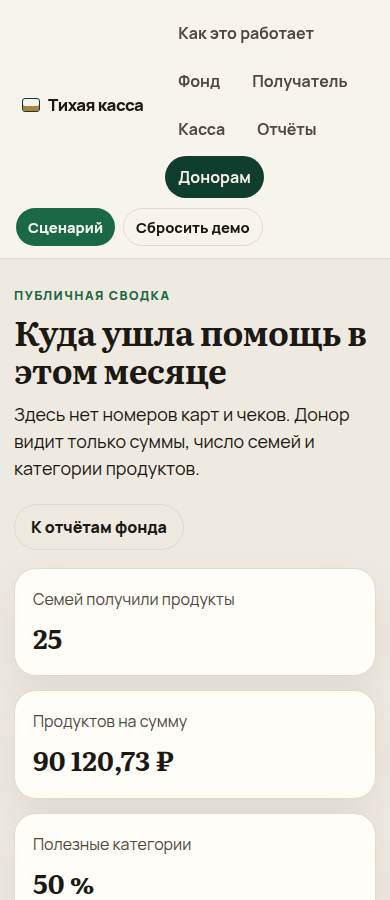 Как это работает
Фонд
Получатель
Тихая касса
Касса
Отчёты
Донорам
Сценарий
Сбросить демо
ПУБЛИЧНАЯ СВОДКА
Куда ушла помощь в
этом месяце
Здесь нет номеров карт и чеков. Донор
видит только суммы, число семей и
категории продуктов.
К отчётам фонда
Семей получили продукты
25
Продуктов на сумму
90 120,73 ₽
Полезные категории
50 %